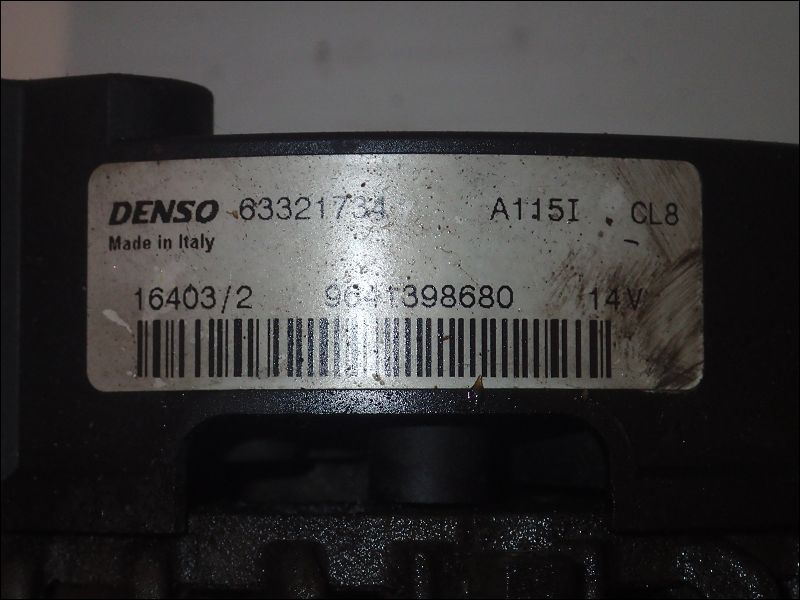 DENSO 63321734 A115I CL8
Made in Italy
16403/2 9641398680 14V